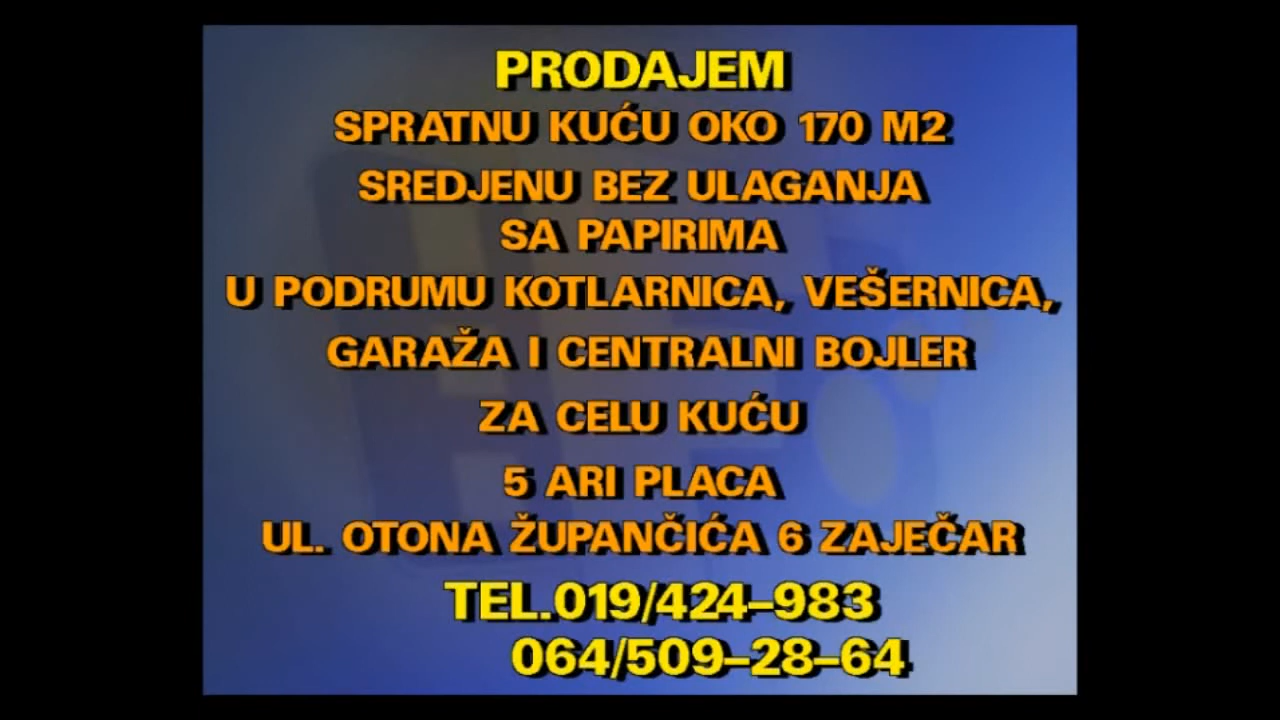 PRODAJEM
SPRATNU KUĆU OKO 170 M2
SREDJENU BEZ ULAGANJA
SA PAPIRIMA
U PODRUMU KOTLARNICA, VEŠERNICA,
GARAŽA I CENTRALNI BOJLER
ZA CELU KUĆU
5 ARI PLACA
UL. OTONA ŽUPANČIĆA 6 ZAJEČAR
TEL.019/424-983
064/509-28-64